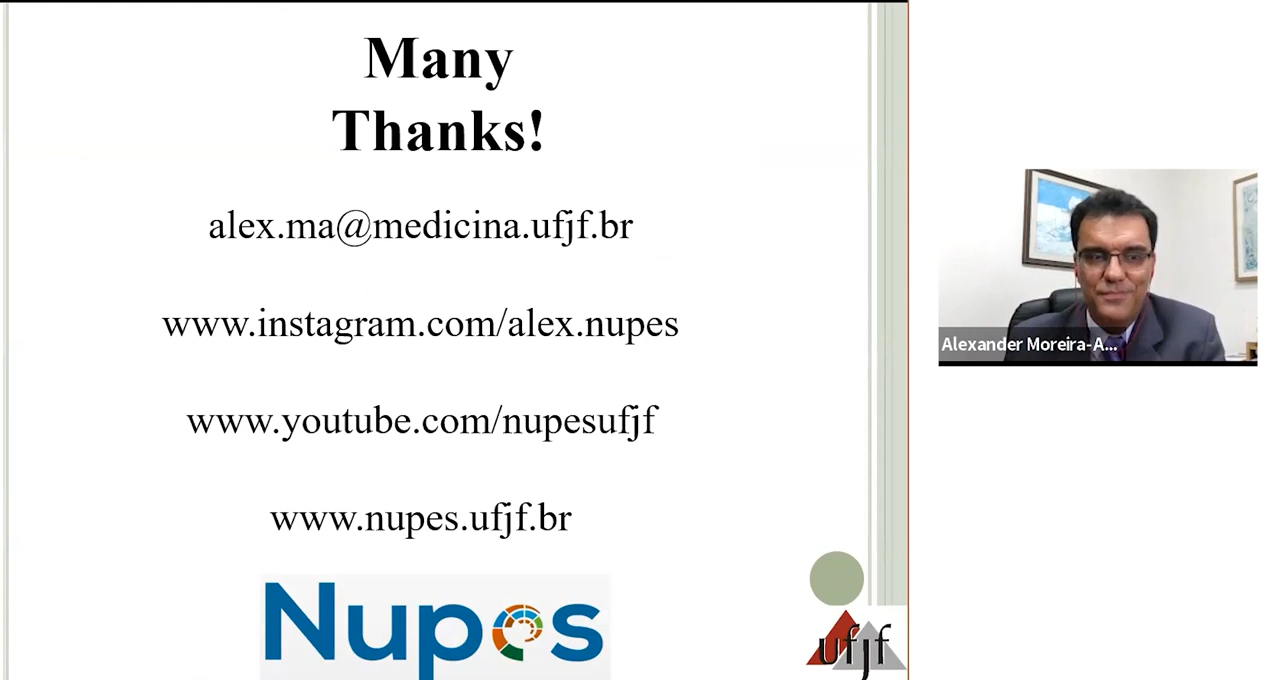 Many
Thanks!
alex.ma@medicina.ufjf.br
www.instagram.com/alex.nupes
www.youtube.com/nupesufjf
www.nupes.ufjf.br
Nupes
ufjf
Alexander Moreira-A...